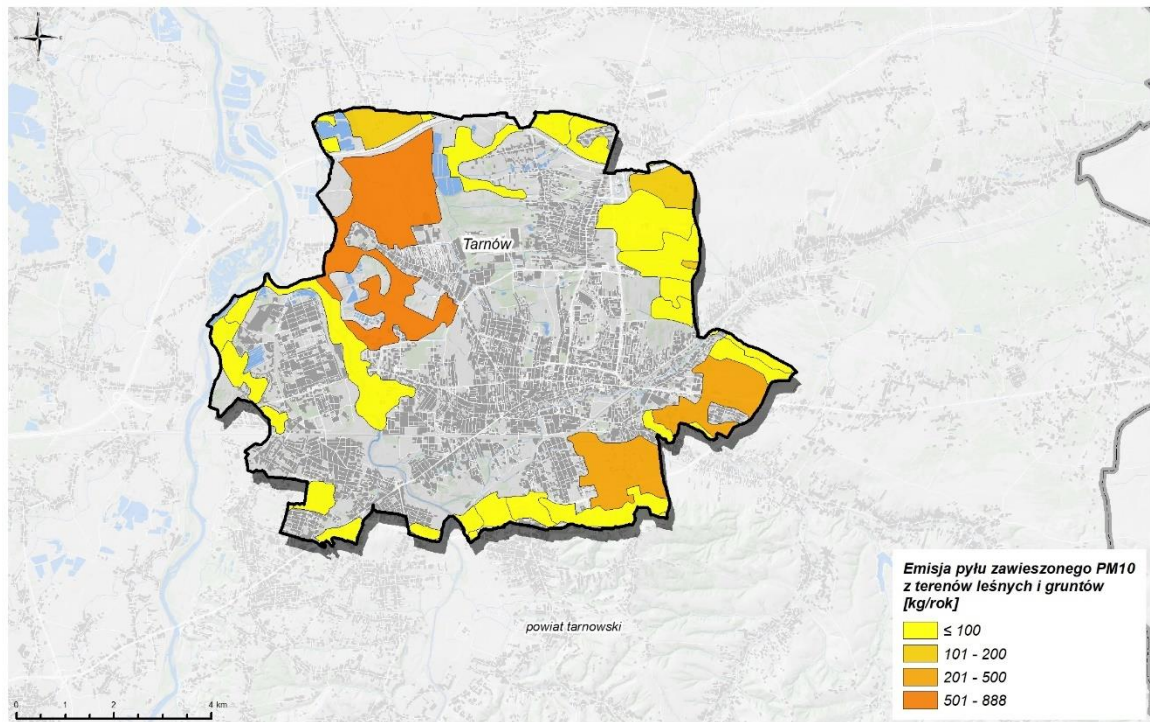 N
W
E
S
Tarnów
powiat tarnowski
Emisja pyłu zawieszonego PM10
z terenów leśnych i gruntów
[kg/rok]
≤ 100
101 - 200
201 - 500
501 - 888
0 1 2 4 km